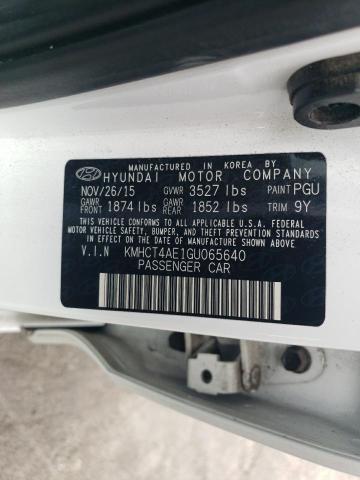 MANUFACTURED IN KOREA BY
HYUNDAI MOTOR COMPANY
NOV/26/15 GVWR 3527 lbs PAINT PGU
GAWR FRONT 1874 lbs GAWR REAR 1852 lbs TRIM 9Y
THIS VEHICLE CONFORMS TO ALL APPLICABLE U.S.A. FEDERAL
MOTOR VEHICLE SAFETY, BUMPER, AND THEFT PREVENTION
STANDARDS IN EFFECT ON THE DATE OF MANUFACTURE SHOWN ABOVE.
V.I.N KMHCT4AE1GU065640
PASSENGER CAR